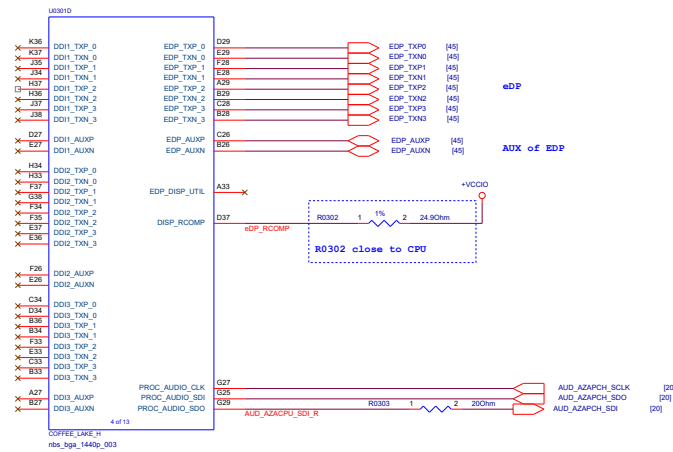 U0301D
K36 DDI1_TXP_0 EDP_TXP_0 D29 EDP_TXP0 [45]
K37 DDI1_TXN_0 EDP_TXN_0 E29 EDP_TXN0 [45]
J35 DDI1_TXP_1 EDP_TXP_1 F28 EDP_TXP1 [45]
J34 DDI1_TXN_1 EDP_TXN_1 E28 EDP_TXN1 [45]
H37 DDI1_TXP_2 EDP_TXP_2 A29 EDP_TXP2 [45] eDP
H36 DDI1_TXN_2 EDP_TXN_2 B29 EDP_TXN2 [45]
J37 DDI1_TXP_3 EDP_TXP_3 C28 EDP_TXP3 [45]
J38 DDI1_TXN_3 EDP_TXN_3 B28 EDP_TXN3 [45]
D27 DDI1_AUXP EDP_AUXP C26 EDP_AUXP [45]
E27 DDI1_AUXN EDP_AUXN B26 EDP_AUXN [45] AUX of EDP
H34 DDI2_TXP_0
H33 DDI2_TXN_0
F37 DDI2_TXP_1 EDP_DISP_UTIL A33 +VCCIO
G38 DDI2_TXN_1
F34 DDI2_TXP_2
F35 DDI2_TXN_2 DISP_RCOMP D37 eDP_RCOMP R0302 1 1% 2 24.9Ohm
E37 DDI2_TXP_3
E36 DDI2_TXN_3
R0302 close to CPU
F26 DDI2_AUXP
E26 DDI2_AUXN
C34 DDI3_TXP_0
D34 DDI3_TXN_0
B36 DDI3_TXP_1
B34 DDI3_TXN_1
F33 DDI3_TXP_2
E33 DDI3_TXN_2
C33 DDI3_TXP_3
B33 DDI3_TXN_3
PROC_AUDIO_CLK G27 AUD_AZAPCH_SCLK [20]
A27 DDI3_AUXP PROC_AUDIO_SDI G25 AUD_AZAPCH_SDO [20]
B27 DDI3_AUXN PROC_AUDIO_SDO G29 AUD_AZACPU_SDI_R R0303 1 2 20Ohm AUD_AZAPCH_SDI [20]
4 of 13
COFFEE_LAKE_H
nbs_bga_1440p_003